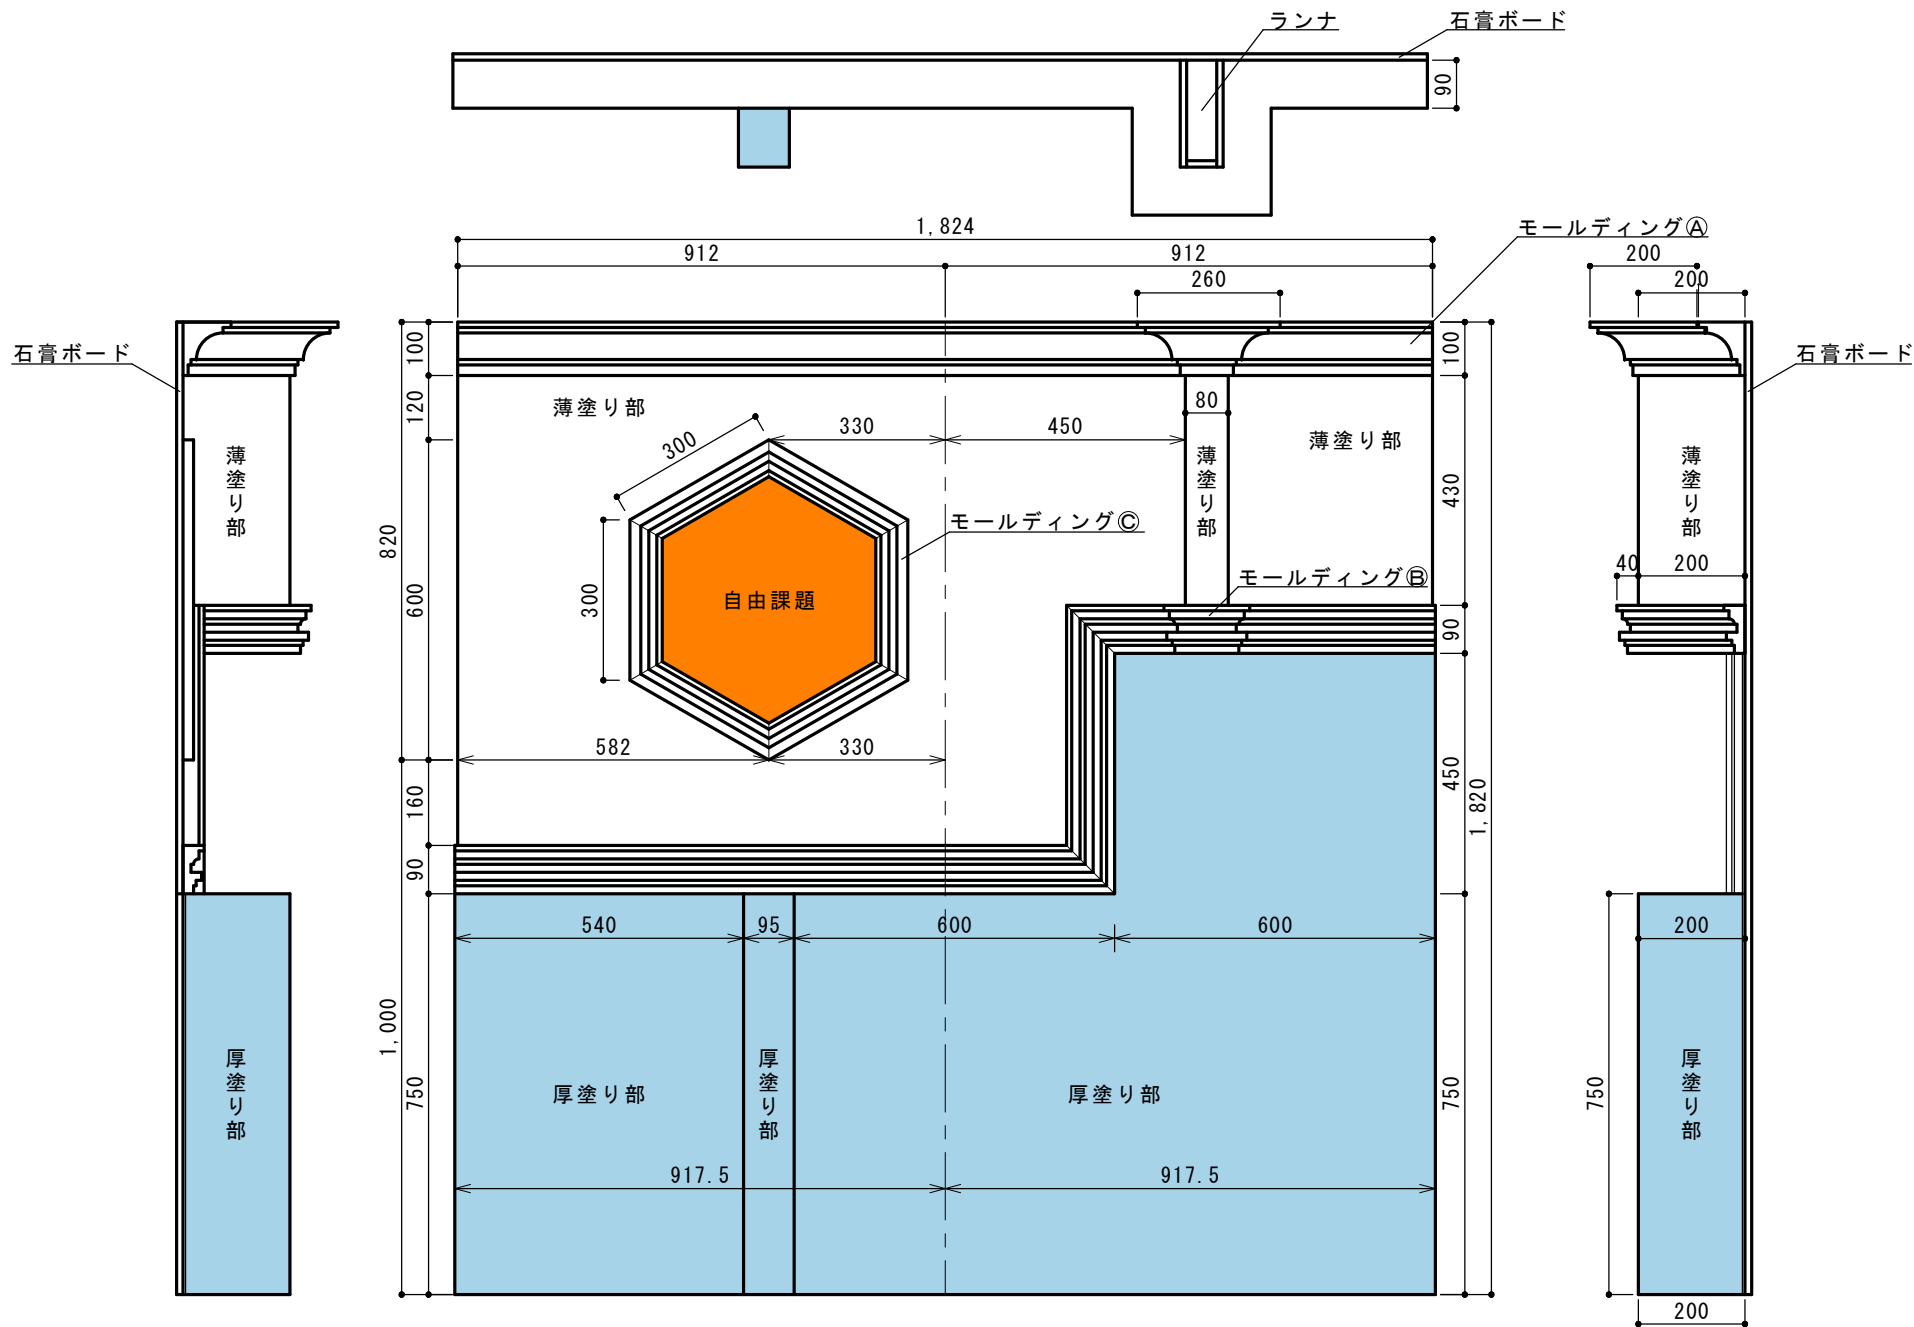 ランナ
石膏ボード
90
1,824
モールディングⒶ
912
912
200
260
200
石膏ボード
100
100
石膏ボード
120
薄塗り部
300
330
450
80
薄塗り部
薄塗り部
薄塗り部
430
薄塗り部
820
600
300
モールディングⒸ
自由課題
モールディングⒷ
40
200
90
582
330
160
450
1,820
90
540
95
600
600
750
200
1,000
750
厚塗り部
厚塗り部
厚塗り部
厚塗り部
750
厚塗り部
917.5
917.5
200